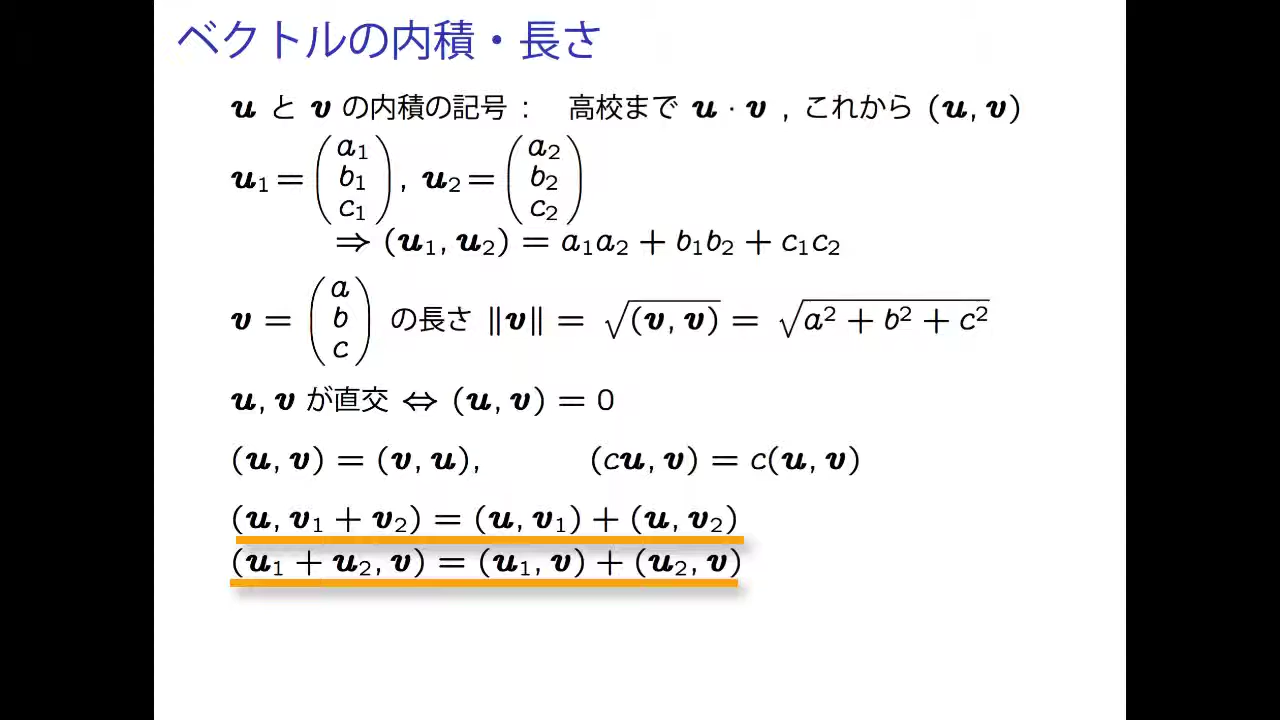 ベクトルの内積・長さ
u と v の内積の記号 : 高校まで u · v , これから (u, v)
u₁ = (a₁ b₁ c₁), u₂ = (a₂ b₂ c₂)
⇒ (u₁, u₂) = a₁a₂ + b₁b₂ + c₁c₂
v = (a b c) の長さ ‖v‖ = √(v, v) = √a² + b² + c²
u, v が直交 ⇔ (u, v) = 0
(u, v) = (v, u), (cu, v) = c(u, v)
(u, v₁ + v₂) = (u, v₁) + (u, v₂)
(u₁ + u₂, v) = (u₁, v) + (u₂, v)